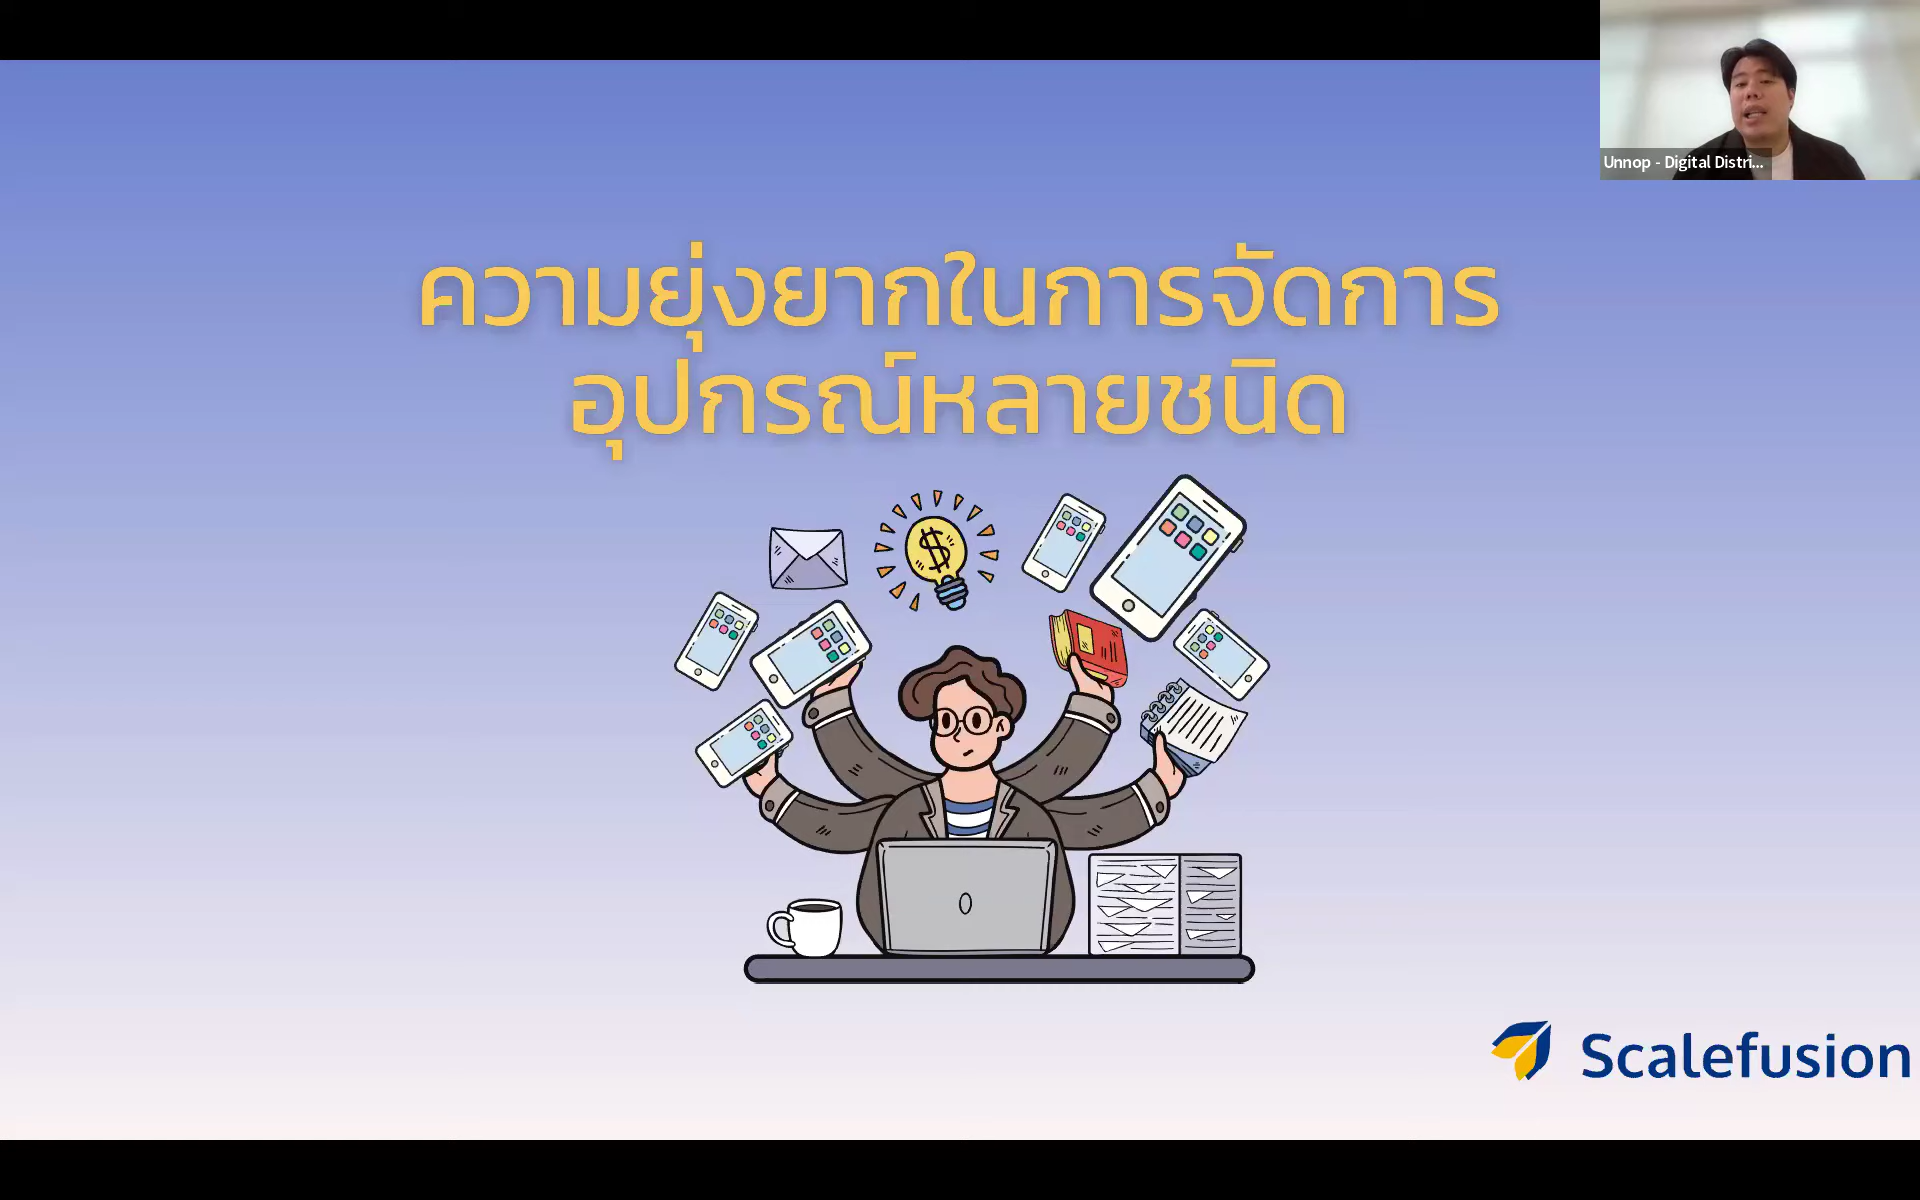 Unnop - Digital Distri...
ความยุ่งยากในการจัดการ
อุปกรณ์หลายชนิด
Scalefusion